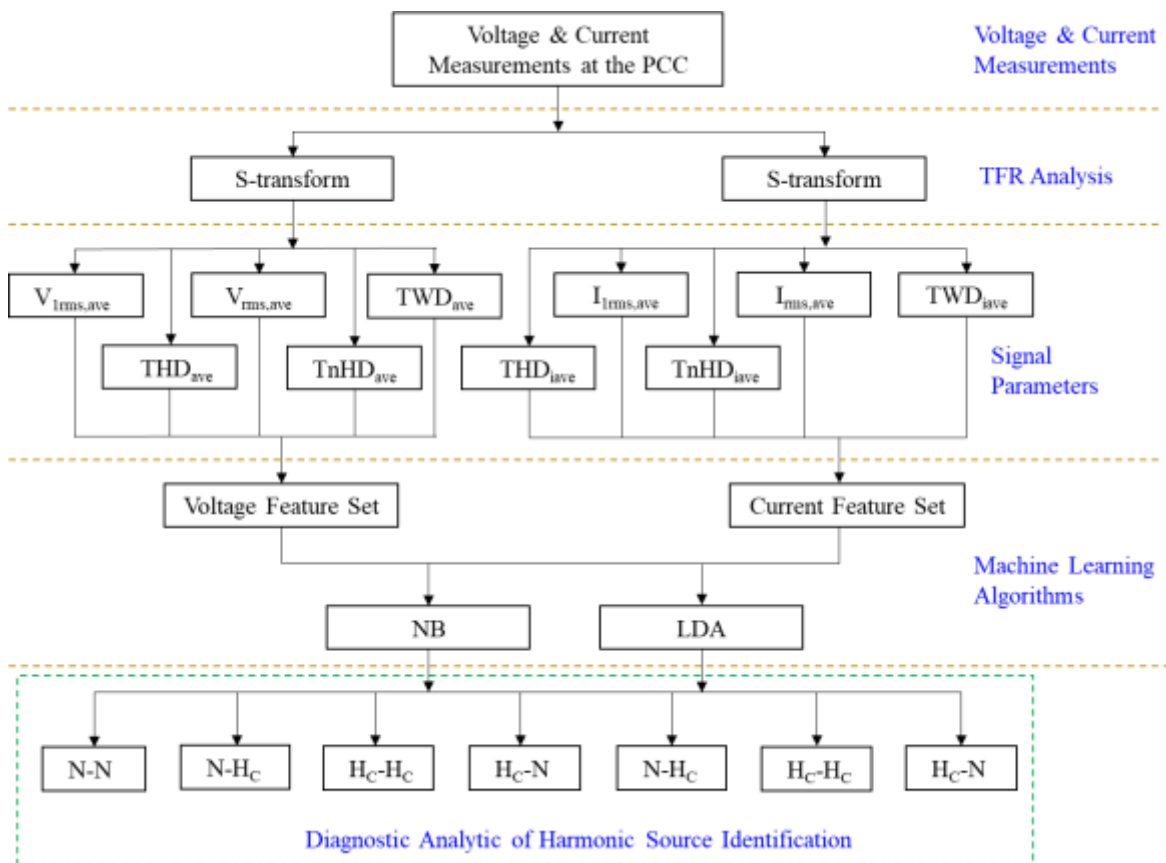 Voltage & Current
Measurements at the PCC
Voltage & Current
Measurements
S-transform
S-transform
TFR Analysis
V1rms,ave
Vrms,ave
TWDave
I1rms,ave
Irms,ave
TWDiave
THDave
TnHDave
THDiave
TnHDiave
Signal
Parameters
Voltage Feature Set
Current Feature Set
Machine Learning
Algorithms
NB
LDA
N-N
N-HC
HC-HC
HC-N
N-HC
HC-HC
HC-N
Diagnostic Analytic of Harmonic Source Identification